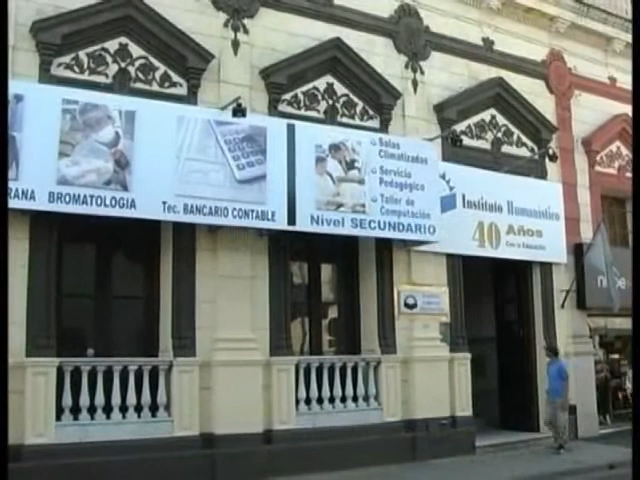 RANA
BROMATOLOGIA
Tec. BANCARIO CONTABLE
Salas
Climatizadas
Servicio
Pedagógico
Taller de
Computación
Nivel SECUNDARIO
Instituto Humanístico
40 Años
Con la Educación